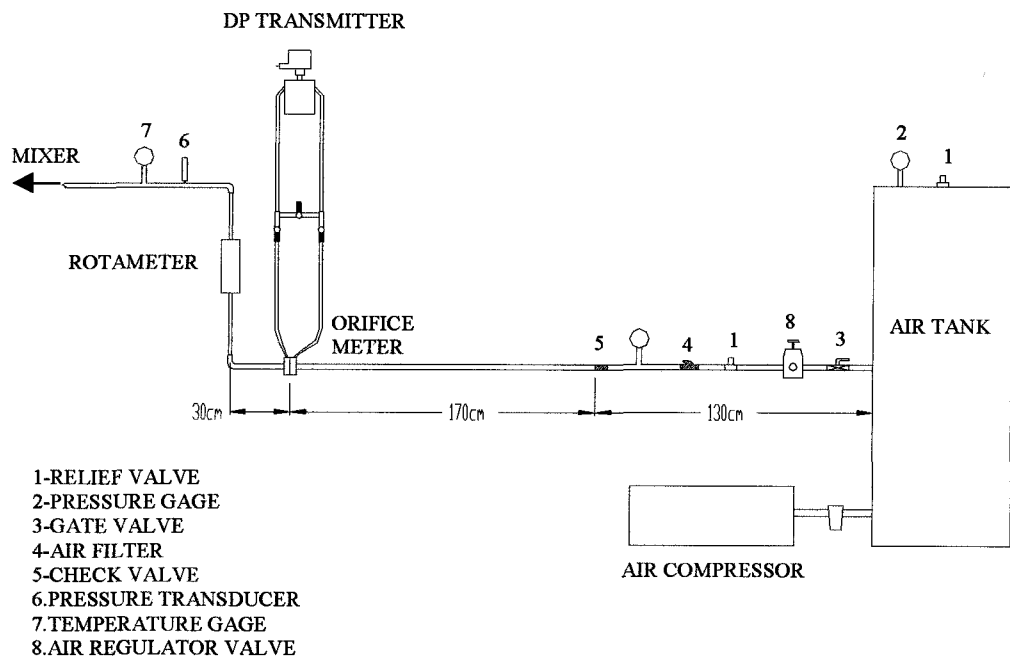 DP TRANSMITTER
7
6
2
1
MIXER
ROTAMETER
ORIFICE
METER
5
4
1
8
3
AIR TANK
30cm
170cm
130cm
1-RELIEF VALVE
2-PRESSURE GAGE
3-GATE VALVE
4-AIR FILTER
5-CHECK VALVE
6.PRESSURE TRANSDUCER
7.TEMPERATURE GAGE
8.AIR REGULATOR VALVE
AIR COMPRESSOR